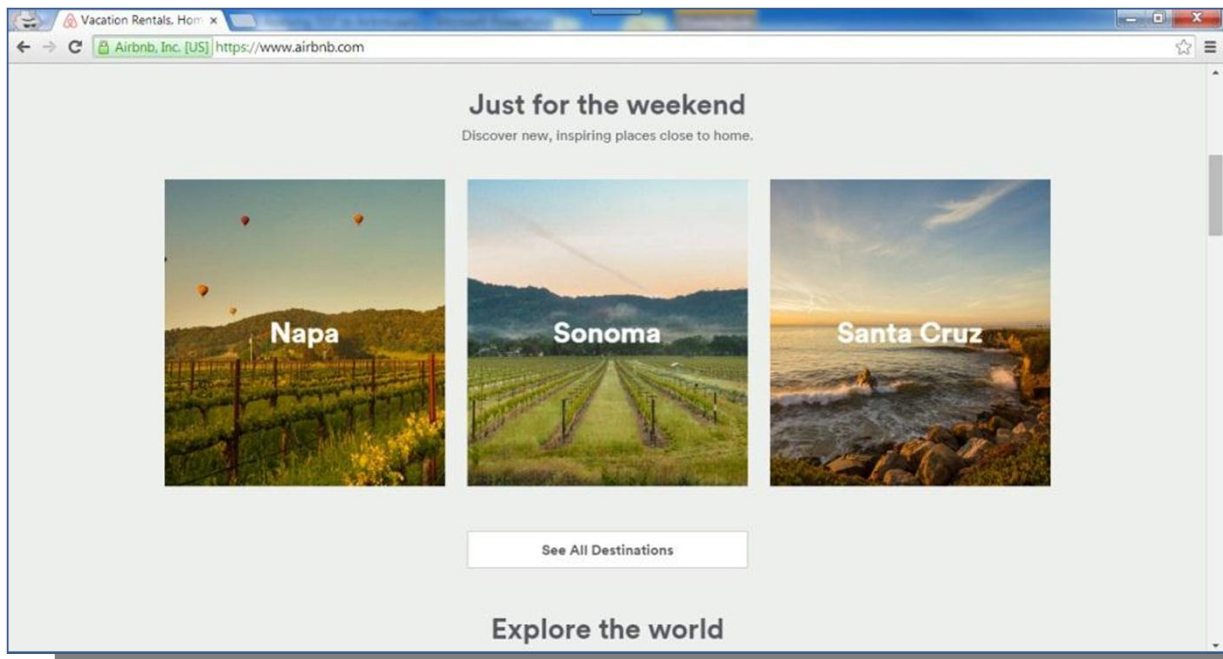 Vacation Rentals, Hom
Airbnb, Inc. [US] https://www.airbnb.com
Just for the weekend
Discover new, inspiring places close to home.
Napa
Sonoma
Santa Cruz
See All Destinations
Explore the world